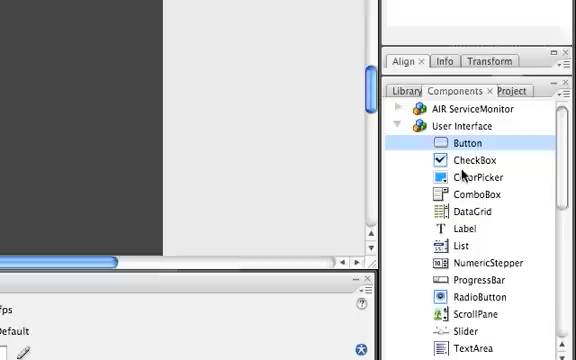 Align Info Transform
Library Components Project
AIR ServiceMonitor
User Interface
Button
CheckBox
ColorPicker
ComboBox
DataGrid
T Label
List
NumericStepper
ProgressBar
RadioButton
ScrollPane
Slider
TextArea
fps
Default